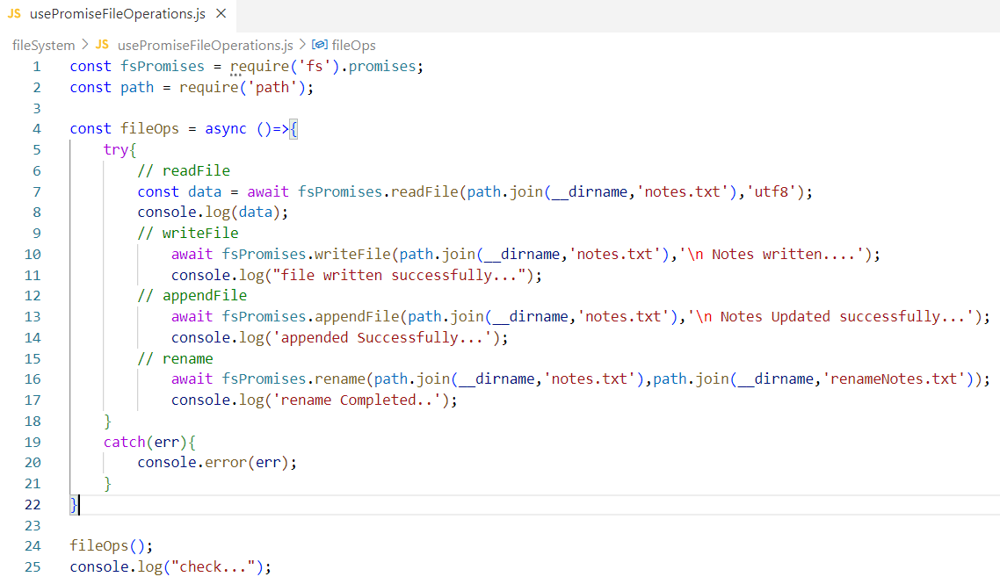 JS usePromiseFileOperations.js ×
fileSystem > JS usePromiseFileOperations.js > fileOps
1 const fsPromises = require('fs').promises;
2 const path = require('path');
3
4 const fileOps = async ()=>{
5 try{
6 // readFile
7 const data = await fsPromises.readFile(path.join(__dirname,'notes.txt'),'utf8');
8 console.log(data);
9 // writeFile
10 await fsPromises.writeFile(path.join(__dirname,'notes.txt'),'\n Notes written....');
11 console.log("file written successfully...");
12 // appendFile
13 await fsPromises.appendFile(path.join(__dirname,'notes.txt'),'\n Notes Updated successfully...');
14 console.log('appended Successfully...');
15 // rename
16 await fsPromises.rename(path.join(__dirname,'notes.txt'),path.join(__dirname,'renameNotes.txt'));
17 console.log('rename Completed..');
18 }
19 catch(err){
20 console.error(err);
21 }
22 }
23
24 fileOps();
25 console.log("check...");